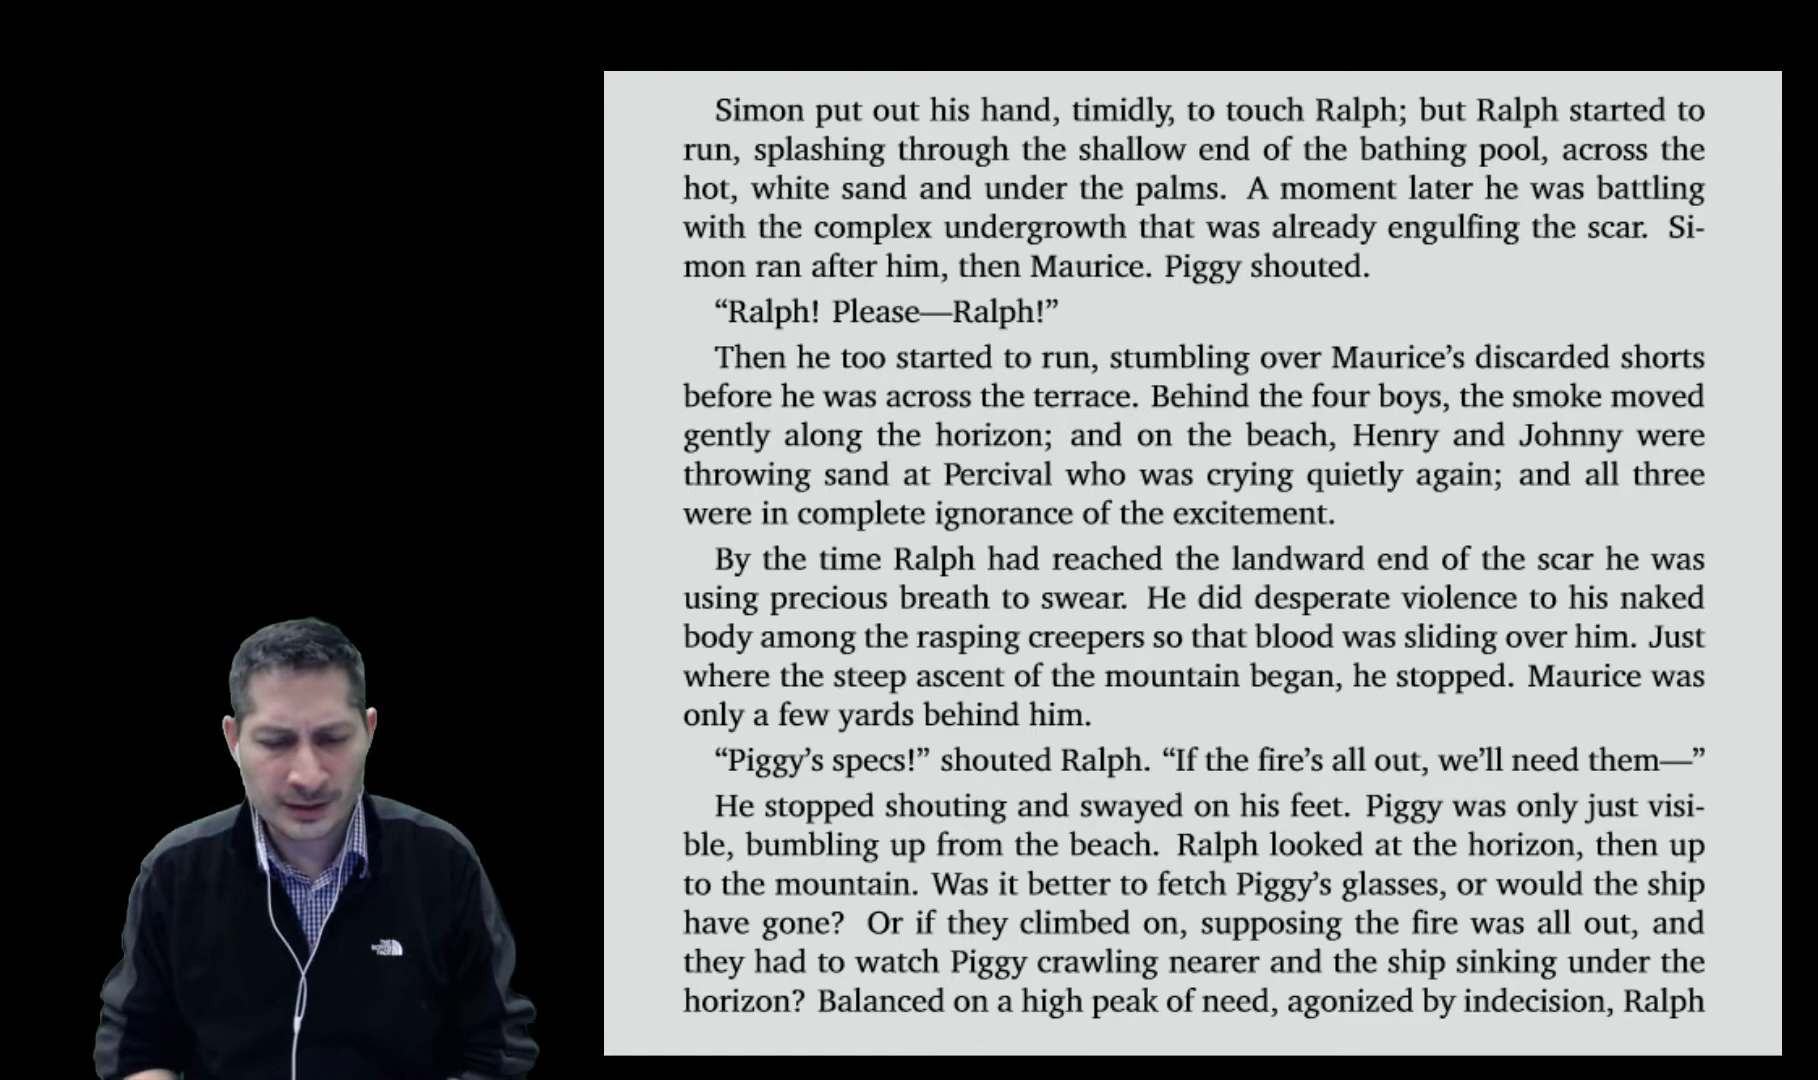 Simon put out his hand, timidly, to touch Ralph; but Ralph started to
run, splashing through the shallow end of the bathing pool, across the
hot, white sand and under the palms. A moment later he was battling
with the complex undergrowth that was already engulfing the scar. Si-
mon ran after him, then Maurice. Piggy shouted.
“Ralph! Please—Ralph!”
Then he too started to run, stumbling over Maurice’s discarded shorts
before he was across the terrace. Behind the four boys, the smoke moved
gently along the horizon; and on the beach, Henry and Johnny were
throwing sand at Percival who was crying quietly again; and all three
were in complete ignorance of the excitement.
By the time Ralph had reached the landward end of the scar he was
using precious breath to swear. He did desperate violence to his naked
body among the rasping creepers so that blood was sliding over him. Just
where the steep ascent of the mountain began, he stopped. Maurice was
only a few yards behind him.
“Piggy’s specs!” shouted Ralph. “If the fire’s all out, we’ll need them—”
He stopped shouting and swayed on his feet. Piggy was only just visi-
ble, bumbling up from the beach. Ralph looked at the horizon, then up
to the mountain. Was it better to fetch Piggy’s glasses, or would the ship
have gone? Or if they climbed on, supposing the fire was all out, and
they had to watch Piggy crawling nearer and the ship sinking under the
horizon? Balanced on a high peak of need, agonized by indecision, Ralph
THE
NORTH
FACE